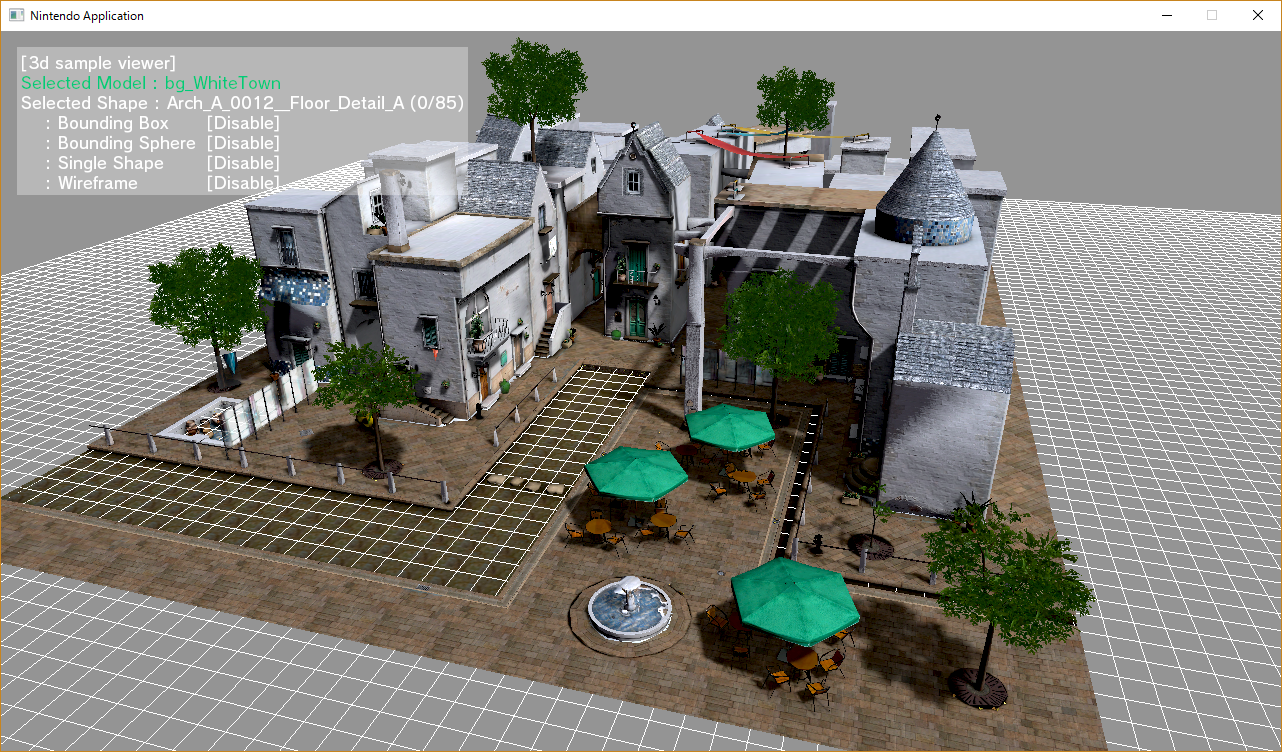 Nintendo Application
[3d sample viewer]
Selected Model : bg_WhiteTown
Selected Shape : Arch_A_0012__Floor_Detail_A (0/85)
: Bounding Box [Disable]
: Bounding Sphere [Disable]
: Single Shape [Disable]
: Wireframe [Disable]